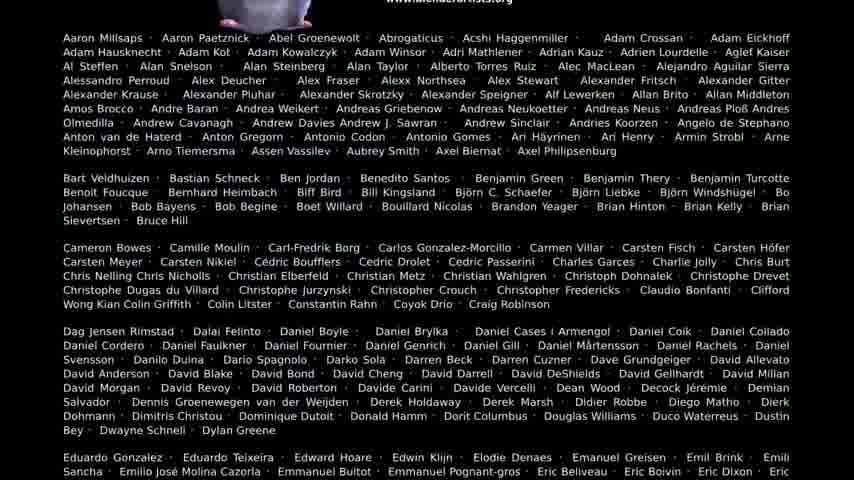 www.blenderartists.org
Aaron Millsaps · Aaron Paetznick · Abel Groenewolt · Abrogaticus · Acshi Haggenmiller · Adam Crossan · Adam Eickhoff
Adam Hausknecht · Adam Kot · Adam Kowalczyk · Adam Winsor · Adri Mathlener · Adrian Kauz · Adrien Lourdelle · Aglef Kaiser
Al Steffen · Alan Snelson · Alan Steinberg · Alan Taylor · Alberto Torres Ruiz · Alec MacLean · Alejandro Aguilar Sierra
Alessandro Perroud · Alex Deucher · Alex Fraser · Alexx Northsea · Alex Stewart · Alexander Fritsch · Alexander Gitter
Alexander Krause · Alexander Pluhar · Alexander Skrotzky · Alexander Speigner · Alf Lewerken · Allan Brito · Allan Middleton
Amos Brocco · Andre Baran · Andrea Weikert · Andreas Griebenow · Andreas Neukoetter · Andreas Neus · Andreas Ploß Andres
Olmedilla · Andrew Cavanagh · Andrew Davies Andrew J. Sawran · Andrew Sinclair · Andries Koorzen · Angelo de Stephano
Anton van de Haterd · Anton Gregorn · Antonio Codon · Antonio Gomes · Ari Häyrinen · Ari Henry · Armin Strobl · Arne
Kleinophorst · Arno Tiemersma · Assen Vassilev · Aubrey Smith · Axel Biernat · Axel Philipsenburg
Bart Veldhuizen · Bastian Schneck · Ben Jordan · Benedito Santos · Benjamin Green · Benjamin Thery · Benjamin Turcotte
Benoit Foucque · Bernhard Heimbach · Biff Bird · Bill Kingsland · Björn C. Schaefer · Björn Liebke · Björn Windshügel · Bo
Johansen · Bob Bayens · Bob Begine · Boet Willard · Bouillard Nicolas · Brandon Yeager · Brian Hinton · Brian Kelly · Brian
Sievertsen · Bruce Hill
Cameron Bowes · Camille Moulin · Carl-Fredrik Borg · Carlos Gonzalez-Morcillo · Carmen Villar · Carsten Fisch · Carsten Höfer
Carsten Meyer · Carsten Nikiel · Cédric Boufflers · Cedric Drolet · Cedric Passerini · Charles Garces · Charlie Jolly · Chris Burt
Chris Nelling Chris Nicholls · Christian Elberfeld · Christian Metz · Christian Wahlgren · Christoph Dohnalek · Christophe Drevet
Christophe Dugas du Villard · Christophe Jurzynski · Christopher Crouch · Christopher Fredericks · Claudio Bonfanti · Clifford
Wong Kian Colin Griffith · Colin Litster · Constantin Rahn · Coyok Drio · Craig Robinson
Dag Jensen Rimstad · Dalai Felinto · Daniel Boyle · Daniel Brylka · Daniel Cases i Armengol · Daniel Coik · Daniel Collado
Daniel Cordero · Daniel Faulkner · Daniel Fournier · Daniel Genrich · Daniel Gill · Daniel Mårtensson · Daniel Rachels · Daniel
Svensson · Danilo Dulna · Dario Spagnolo · Darko Sola · Darren Beck · Darren Cuzner · Dave Grundgeiger · David Allevato
David Anderson · David Blake · David Bond · David Cheng · David Darrell · David DeShields · David Gellhardt · David Milian
David Morgan · David Revoy · David Roberton · Davide Carini · Davide Vercelli · Dean Wood · Decock Jérémie · Demian
Salvador · Dennis Groenewegen van der Weijden · Derek Holdaway · Derek Marsh · Didier Robbe · Diego Matho · Dierk
Dohmann · Dimitris Christou · Dominique Dutoit · Donald Hamm · Dorit Columbus · Douglas Williams · Duco Waterreus · Dustin
Bey · Dwayne Schnell · Dylan Greene
Eduardo Gonzalez · Eduardo Teixeira · Edward Hoare · Edwin Klijn · Elodie Denaes · Emanuel Greisen · Emil Brink · Emili
Sancha · Emilio José Molina Cazorla · Emmanuel Bultot · Emmanuel Pognant-gros · Eric Beliveau · Eric Boivin · Eric Dixon · Eric